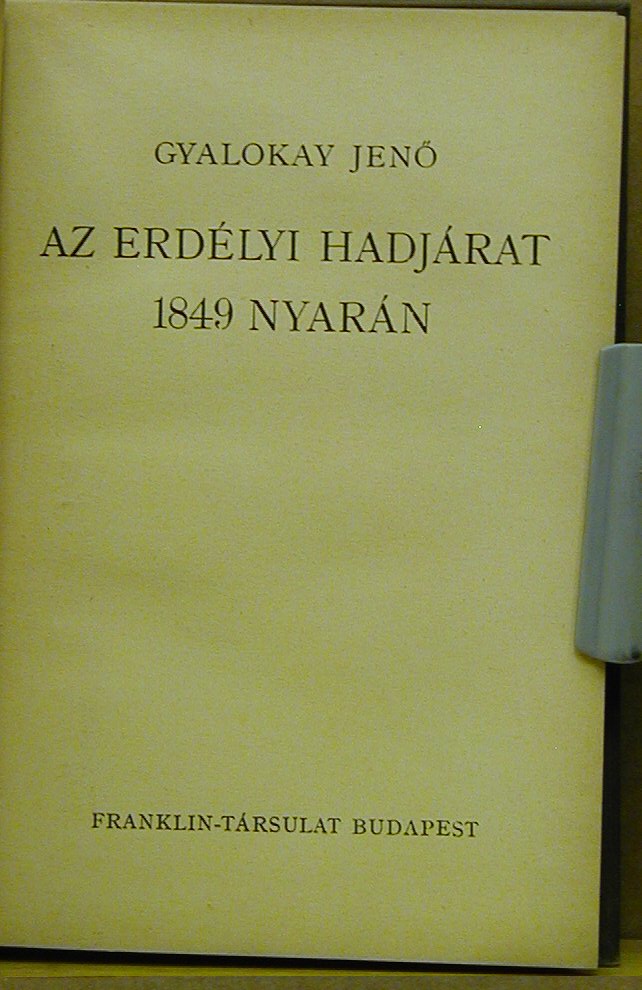 GYALOKAY JENŐ
AZ ERDÉLYI HADJÁRAT
1849 NYARÁN
FRANKLIN-TÁRSULAT BUDAPEST